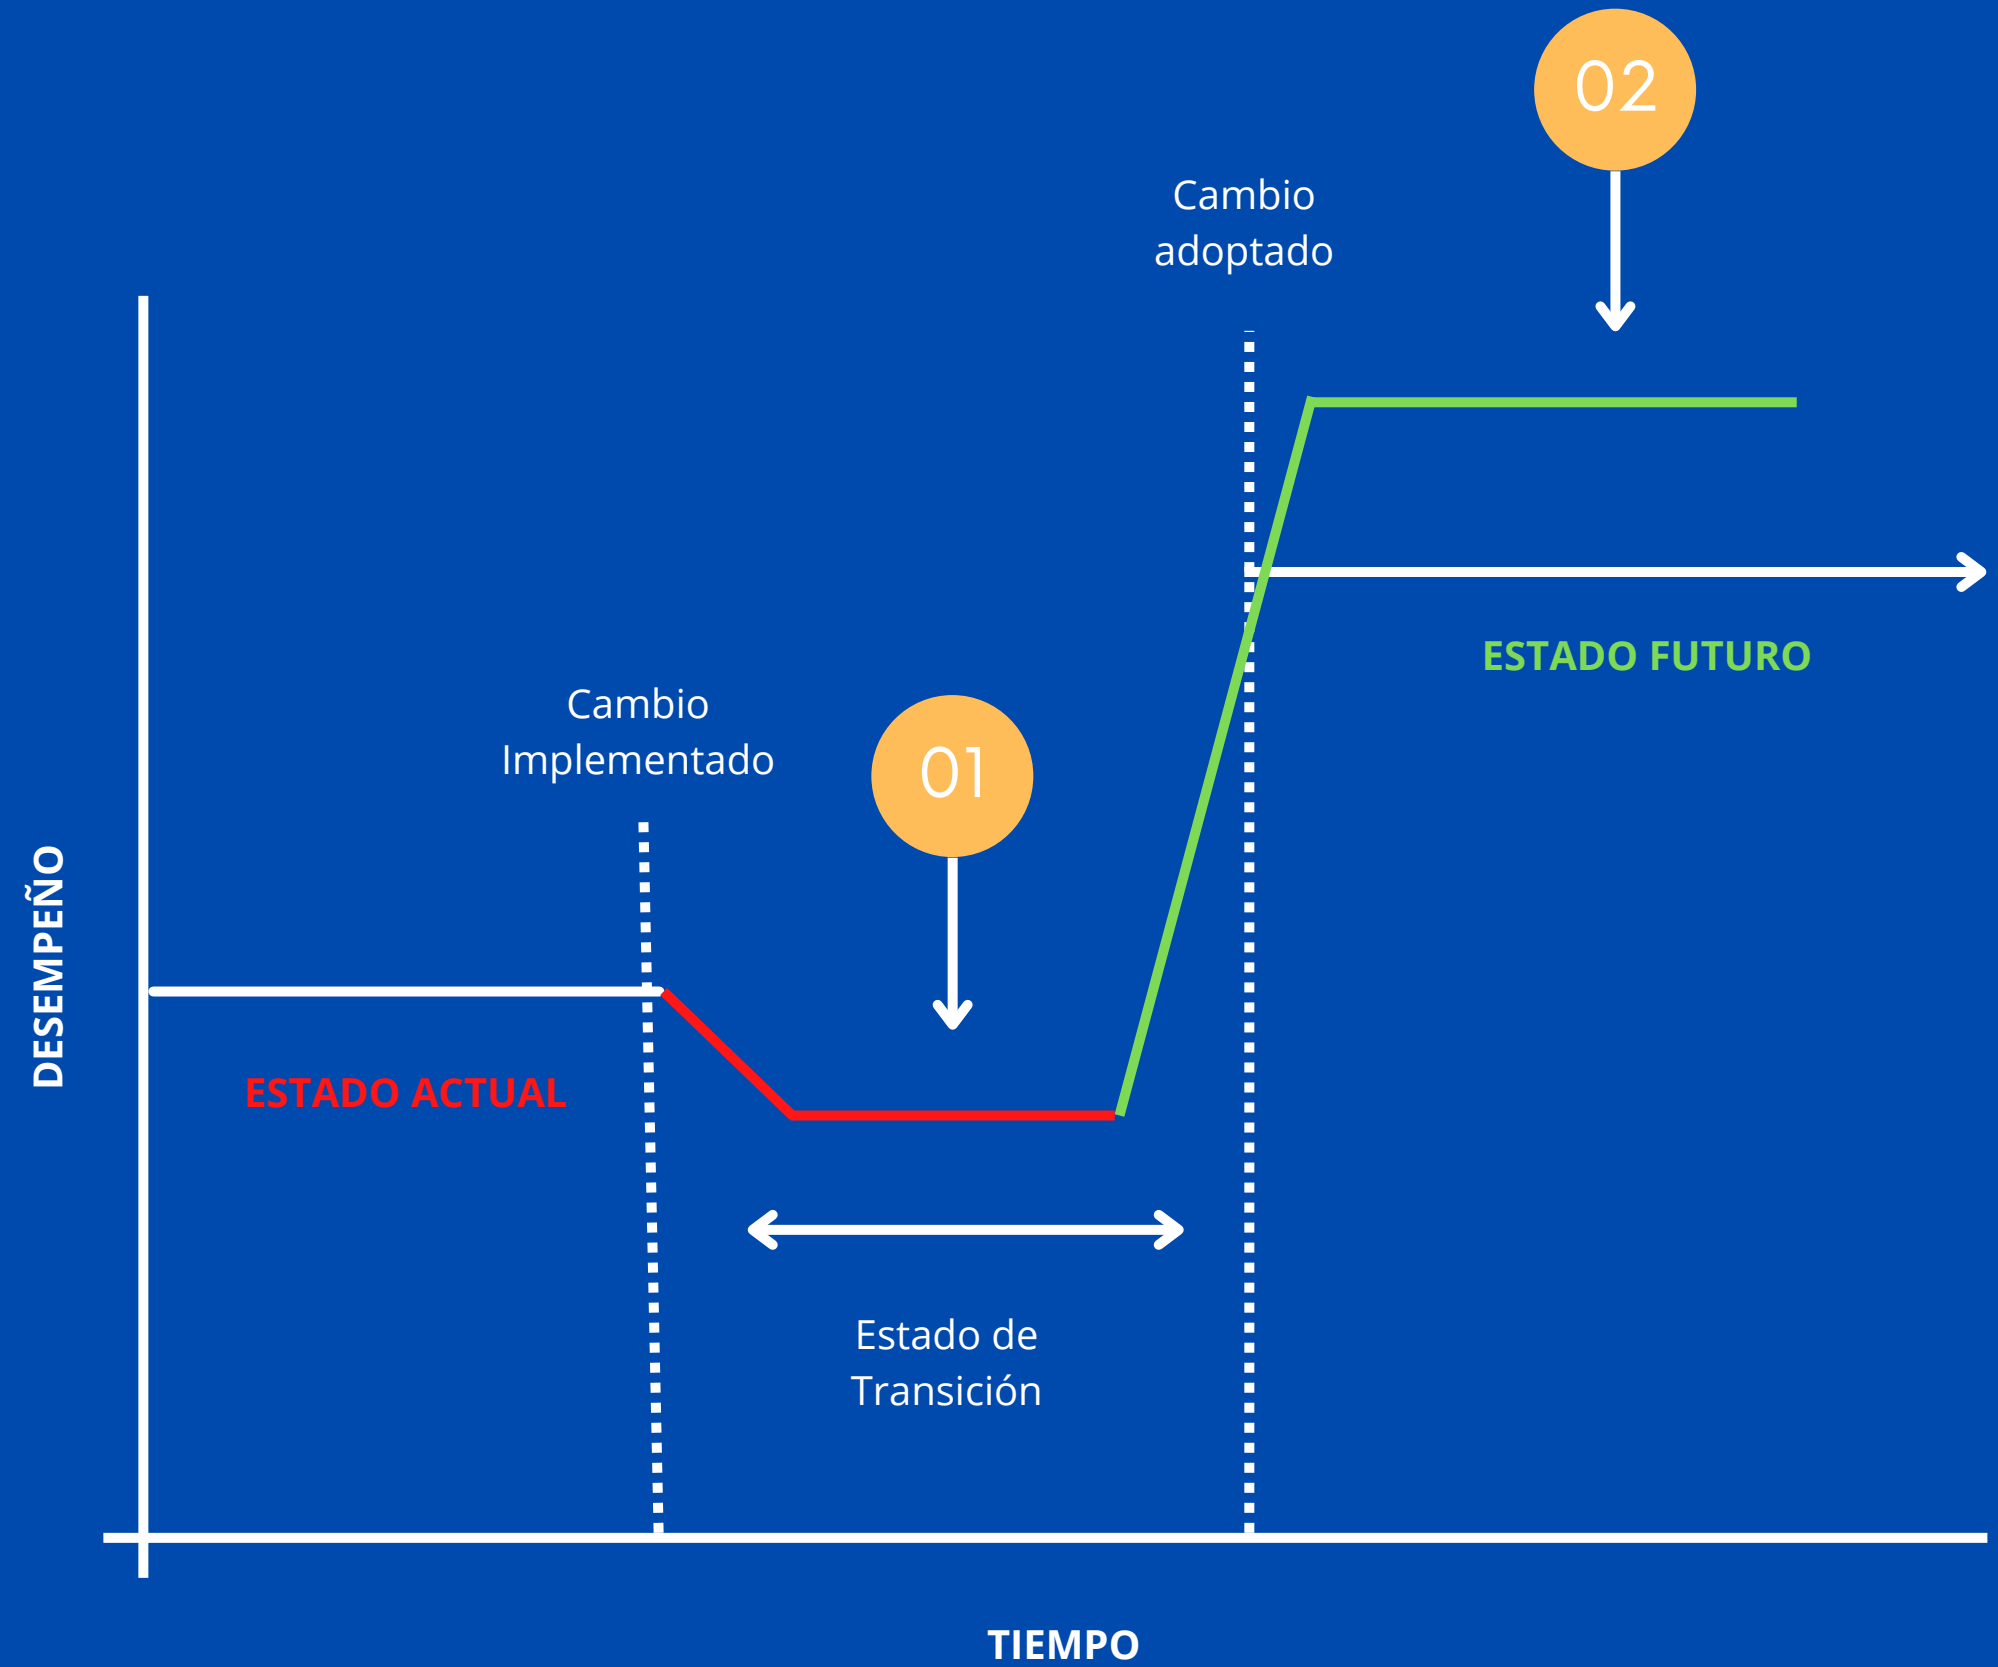 02
Cambio
adoptado
ESTADO FUTURO
Cambio
Implementado
01
DESEMPEÑO
ESTADO ACTUAL
Estado de
Transición
TIEMPO